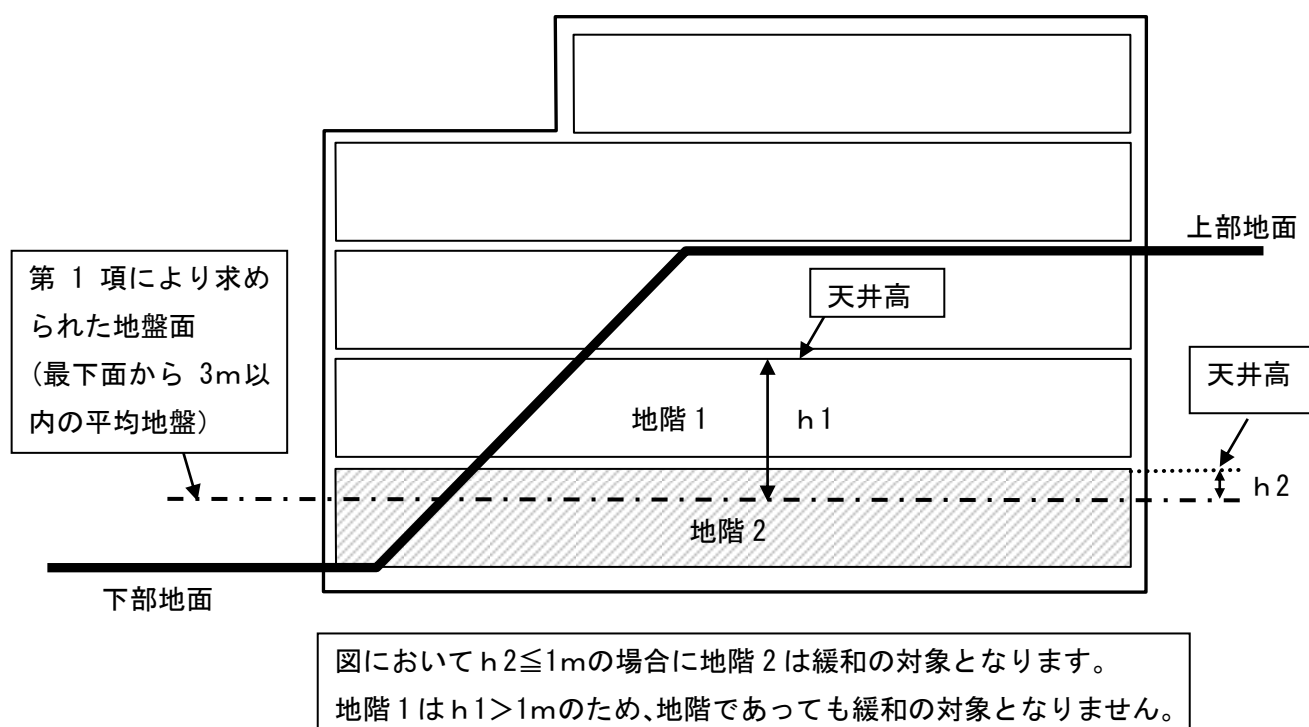 上部地面
第 1 項により求め
られた地盤面
(最下面から 3m以
内の平均地盤)
天井高
天井高
地階1
h1
h2
地階2
下部地面
図においてh2≦1mの場合に地階2は緩和の対象となります。
地階1はh1>1mのため、地階であっても緩和の対象となりません。